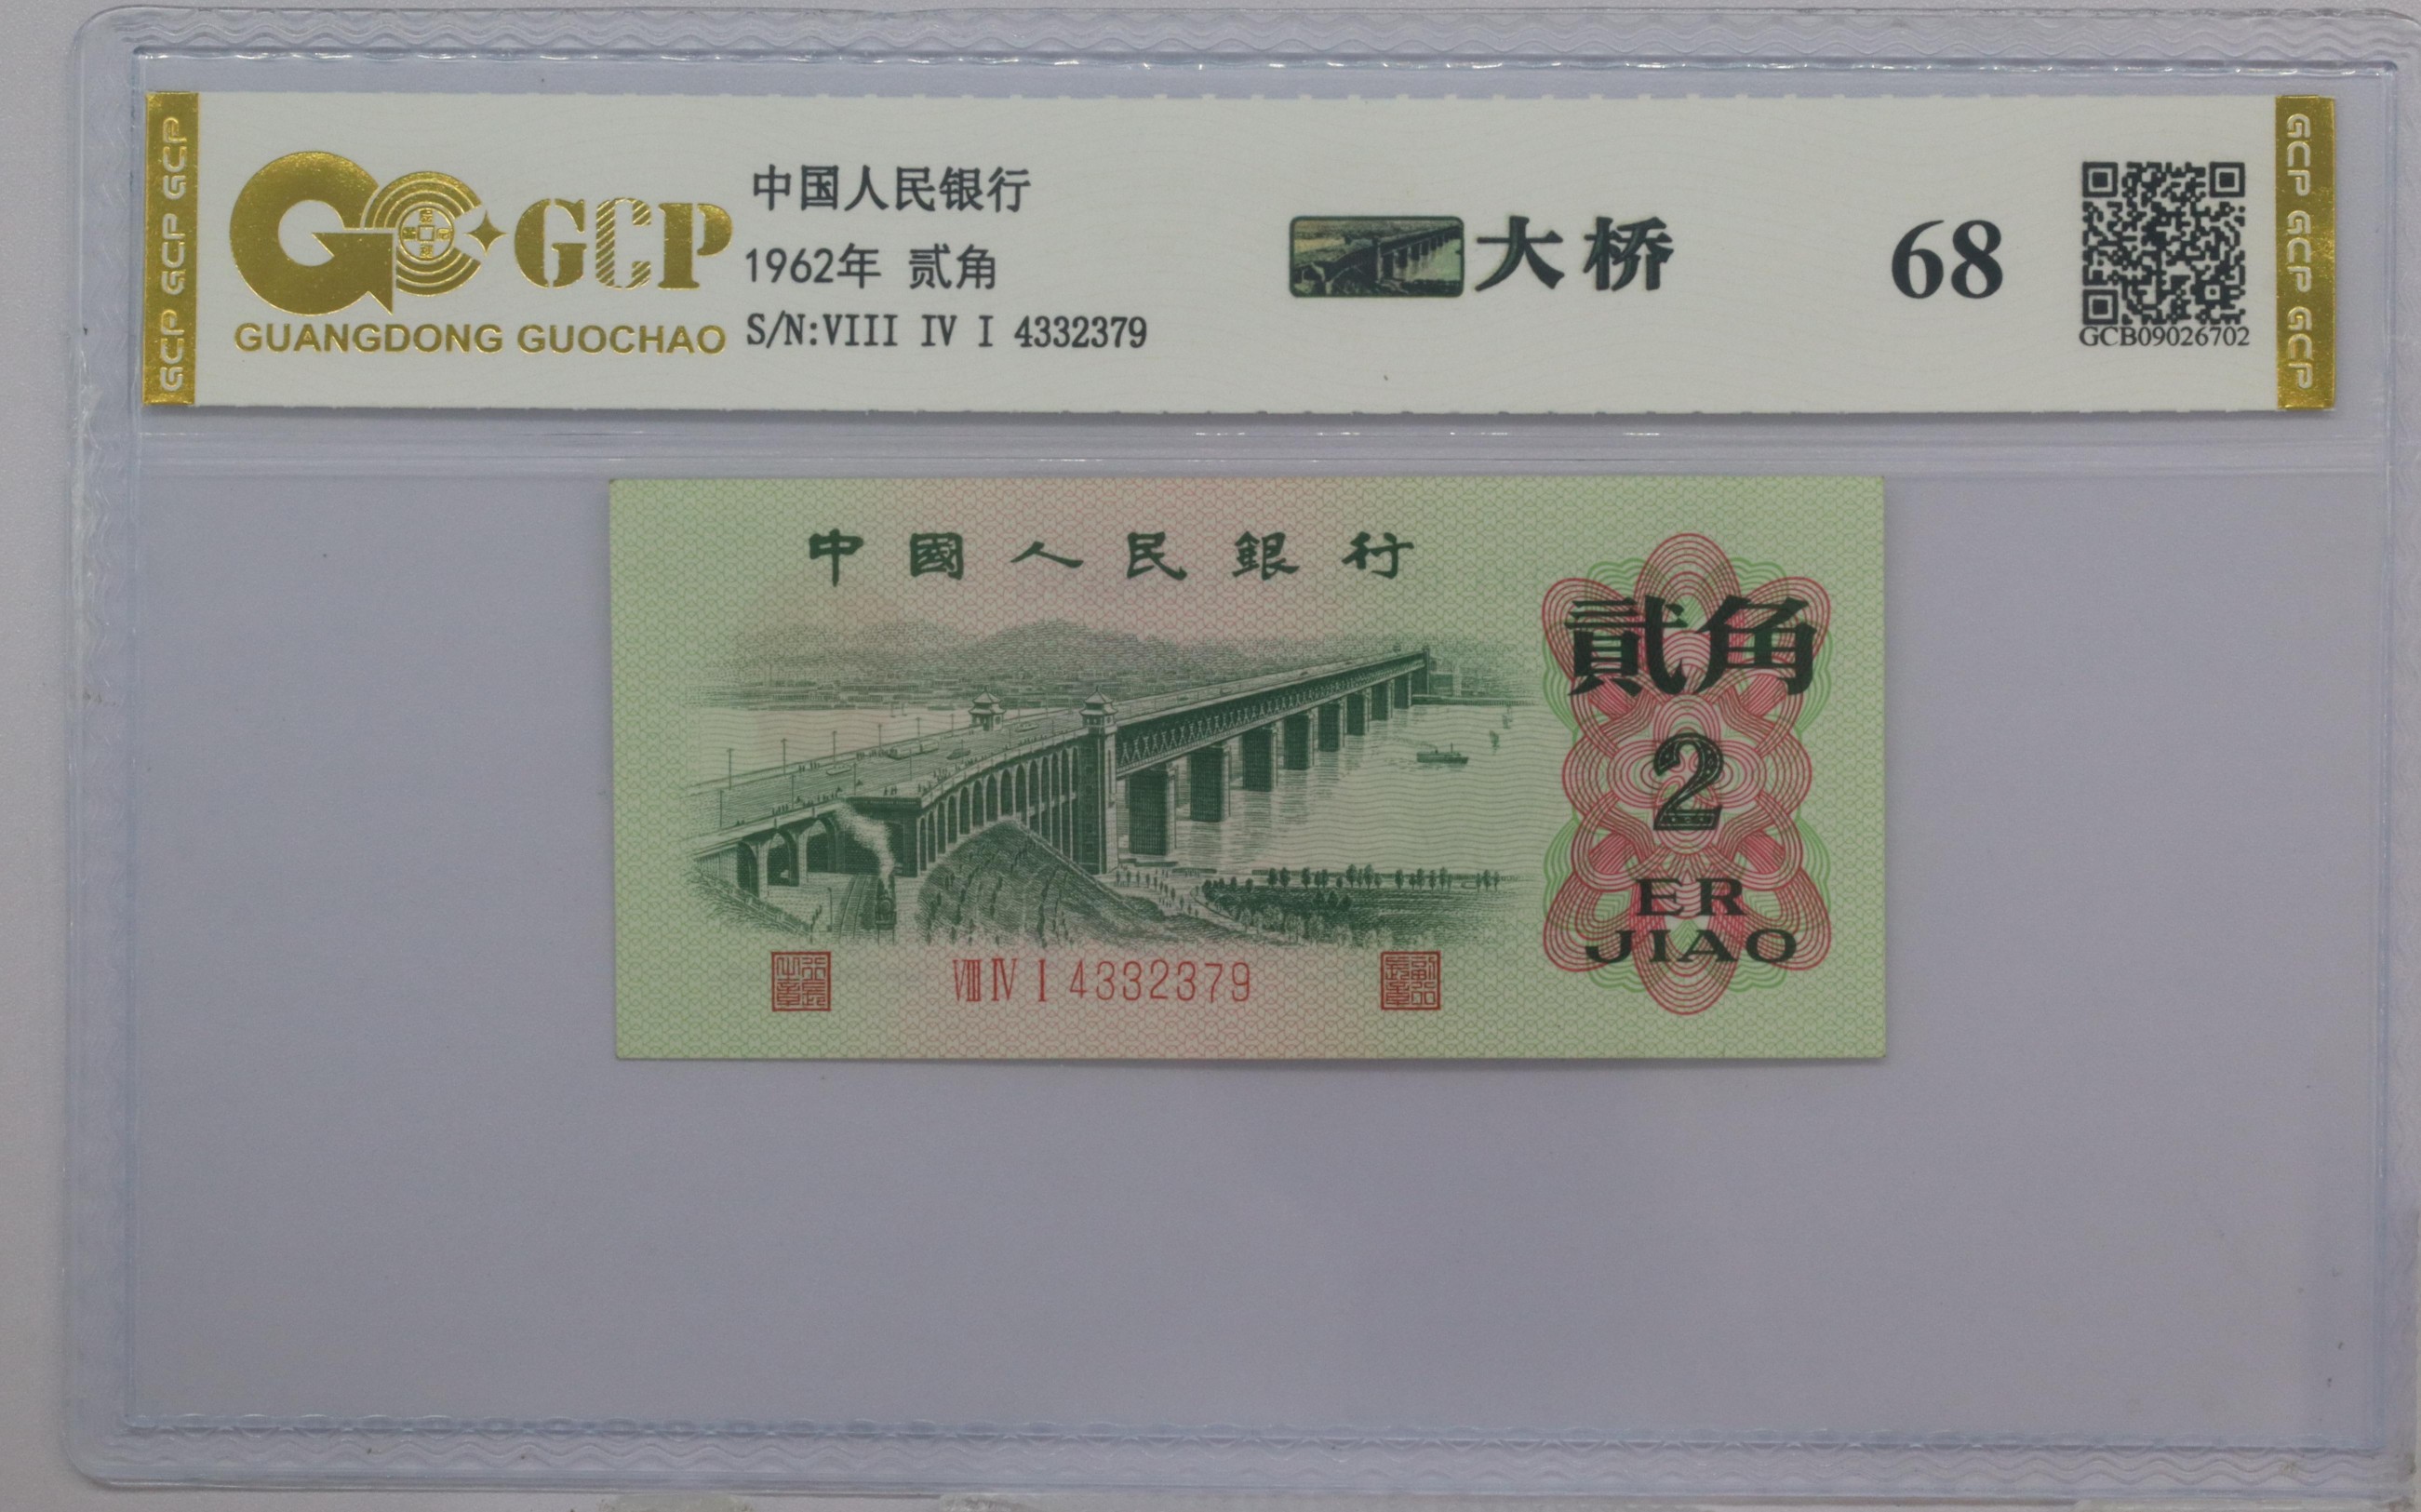 GCP GCP GCP
GCP
GUANGDONG GUOCHAO
中国人民银行
1962年 贰角
S/N:VIII IV I 4332379
大桥
68
GCB09026702
GCP GCP GCP
中國人民銀行
貳角
2
ER
JIAO
VIII IV I 4332379